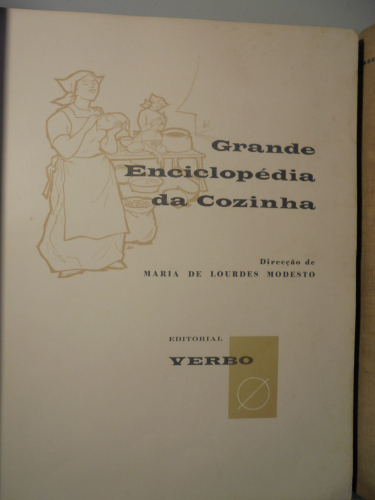 Grande
Enciclopédia
da Cozinha
Direcção de
MARIA DE LOURDES MODESTO
EDITORIAL
VERBO